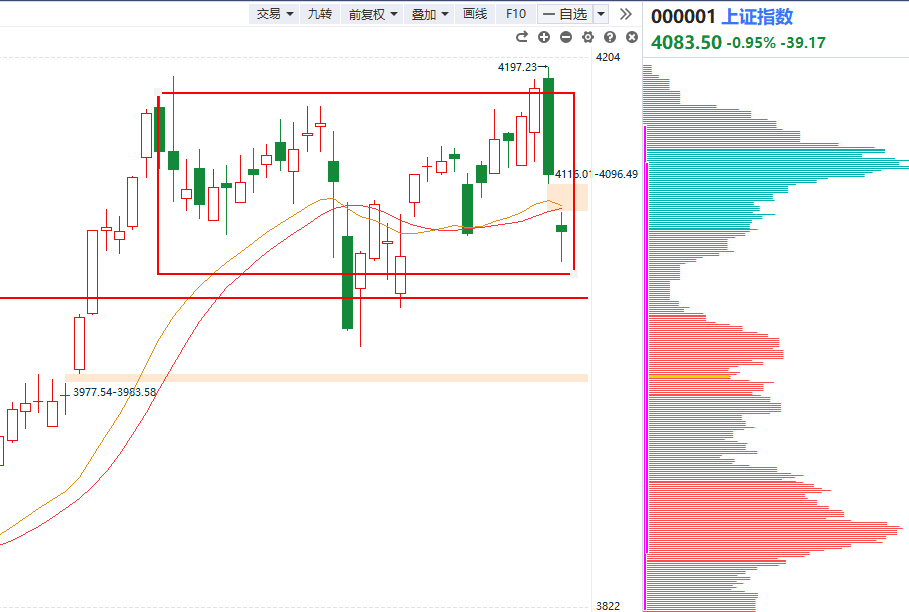 交易 九转 前复权 叠加 画线 F10 一自选
000001 上证指数
4083.50 -0.95% -39.17
4204
4197.23→
4116.01-4096.49
3977.54-3983.58
3822